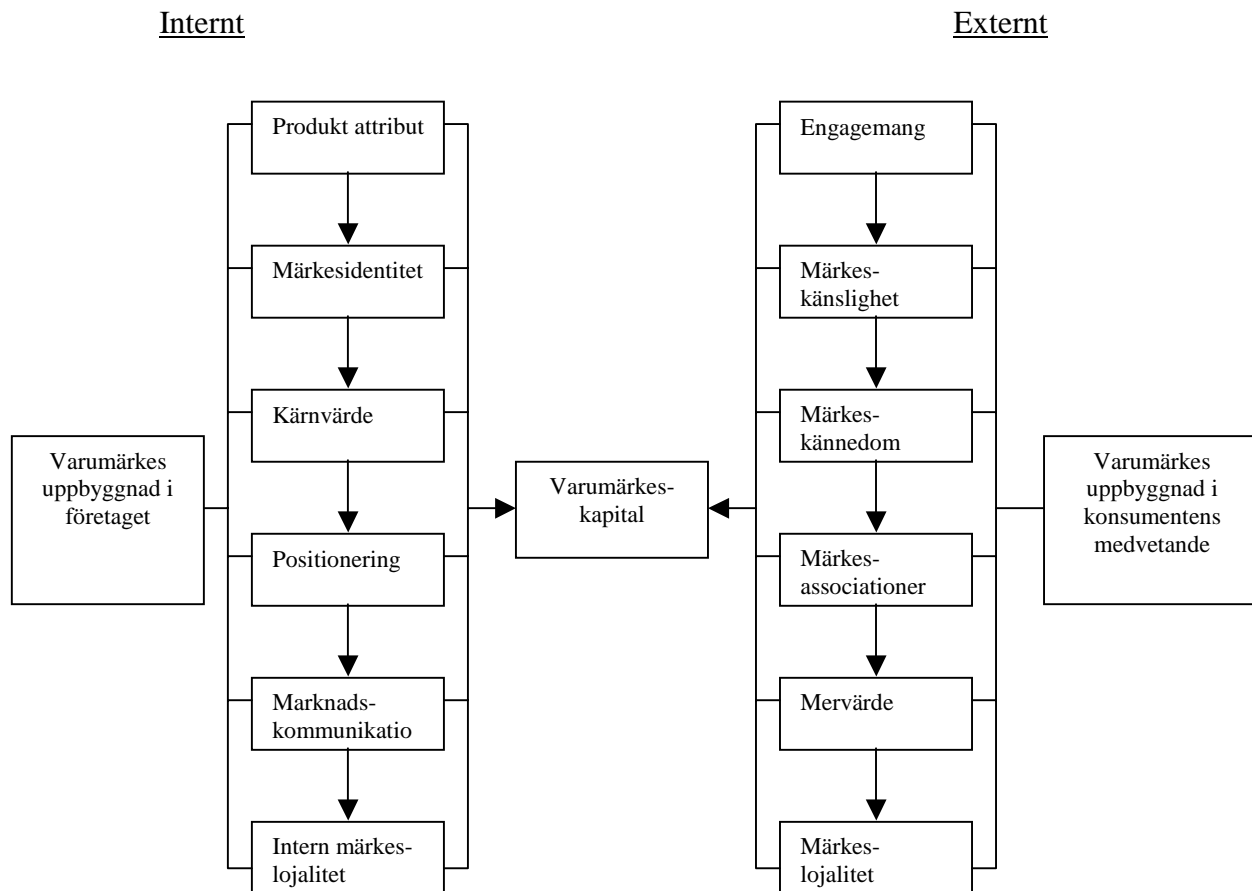 Internt
Externt
Produkt attribut
Märkesidentitet
Kärnvärde
Positionering
Marknads-
kommunikatio
Intern märkes-
lojalitet
Varumärkes
uppbyggnad i
företaget
Varumärkes-
kapital
Engagemang
Märkes-
känslighet
Märkes-
kännedom
Märkes-
associationer
Mervärde
Märkes-
lojalitet
Varumärkes
uppbyggnad i
konsumentens
medvetande